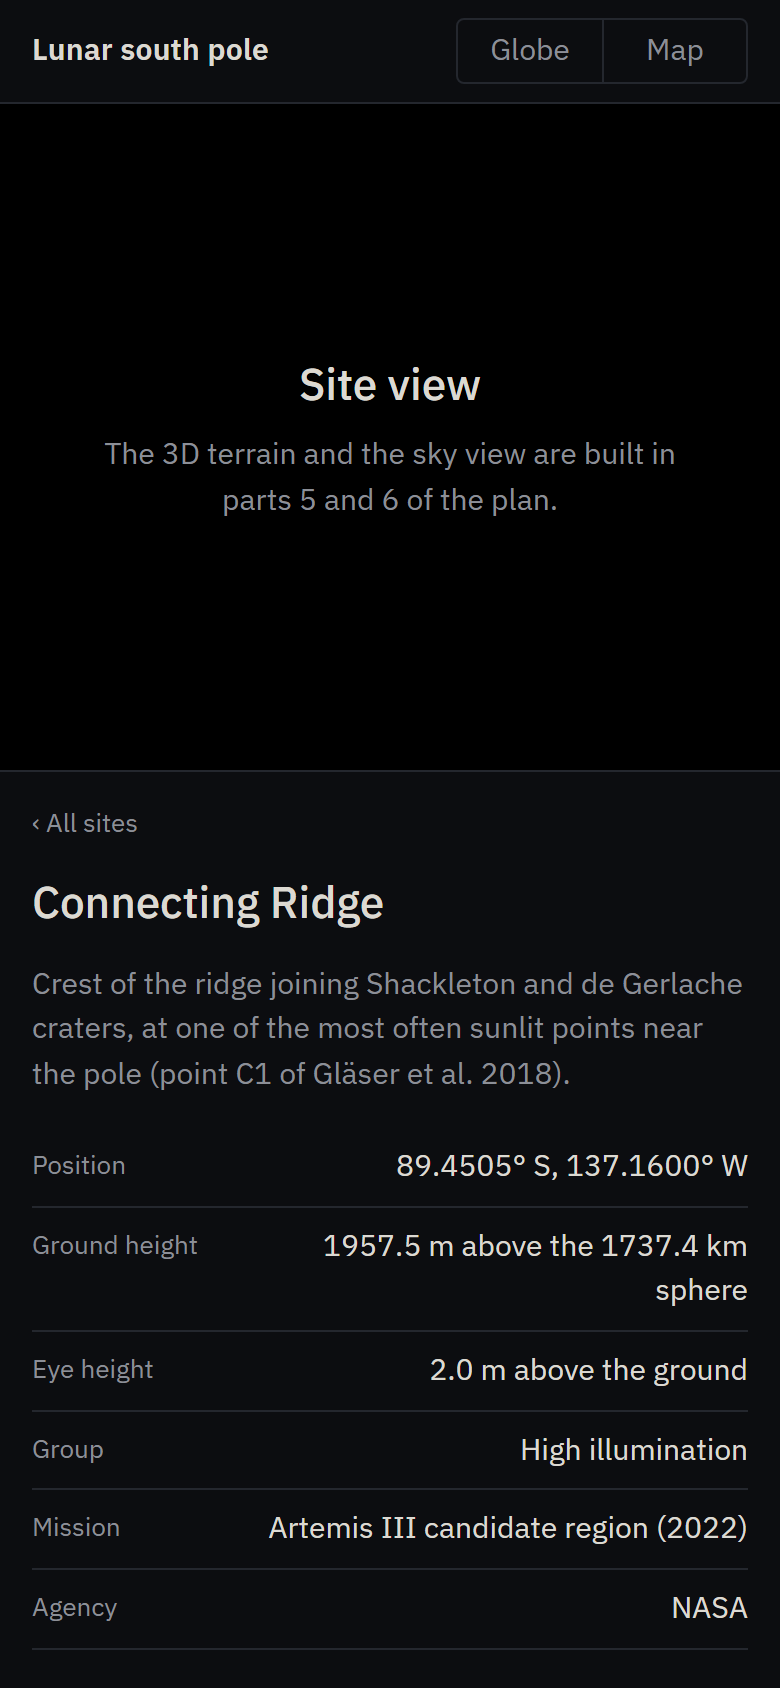 Lunar south pole
Globe
Map
Site view
The 3D terrain and the sky view are built in
parts 5 and 6 of the plan.
‹ All sites
Connecting Ridge
Crest of the ridge joining Shackleton and de Gerlache
craters, at one of the most often sunlit points near
the pole (point C1 of Gläser et al. 2018).
Position
89.4505° S, 137.1600° W
Ground height
1957.5 m above the 1737.4 km
sphere
Eye height
2.0 m above the ground
Group
High illumination
Mission
Artemis III candidate region (2022)
Agency
NASA